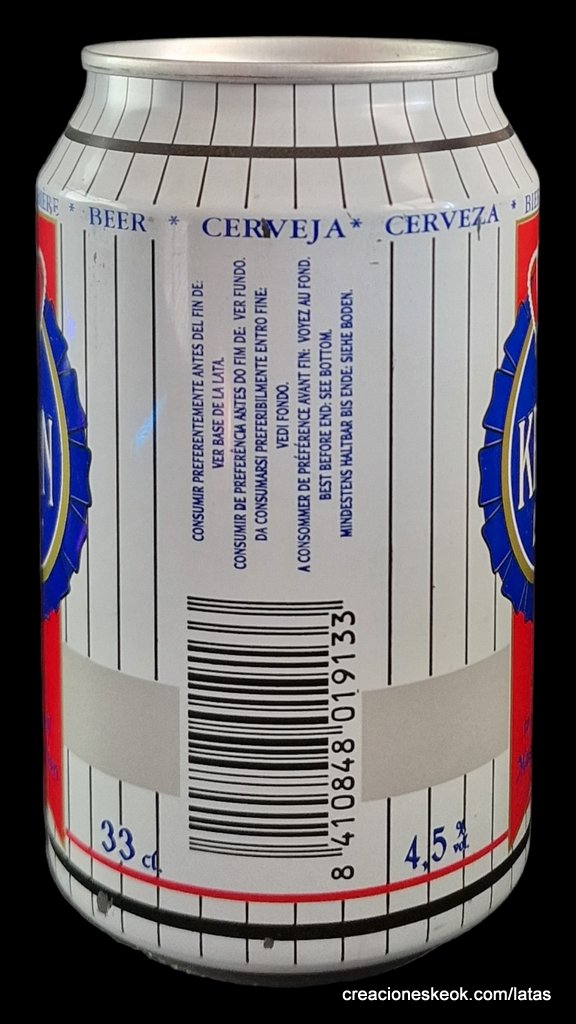 BEER * CERVEJA * CERVEZA *
CONSUMIR PREFERENTEMENTE ANTES DEL FIN DE:
VER BASE DE LA LATA.
CONSUMIR DE PREFERÊNCIA ANTES DO FIM DE: VER FUNDO.
DA CONSUMARSI PREFERIBILMENTE ENTRO FINE:
VEDI FONDO.
A CONSOMMER DE PRÉFÉRENCE AVANT FIN: VOYEZ AU FOND.
BEST BEFORE END: SEE BOTTOM.
MINDESTENS HALTBAR BIS ENDE: SIEHE BODEN.
8 410848 019133
33 cl.
4,5 % vol.
creacioneskeok.com/latas